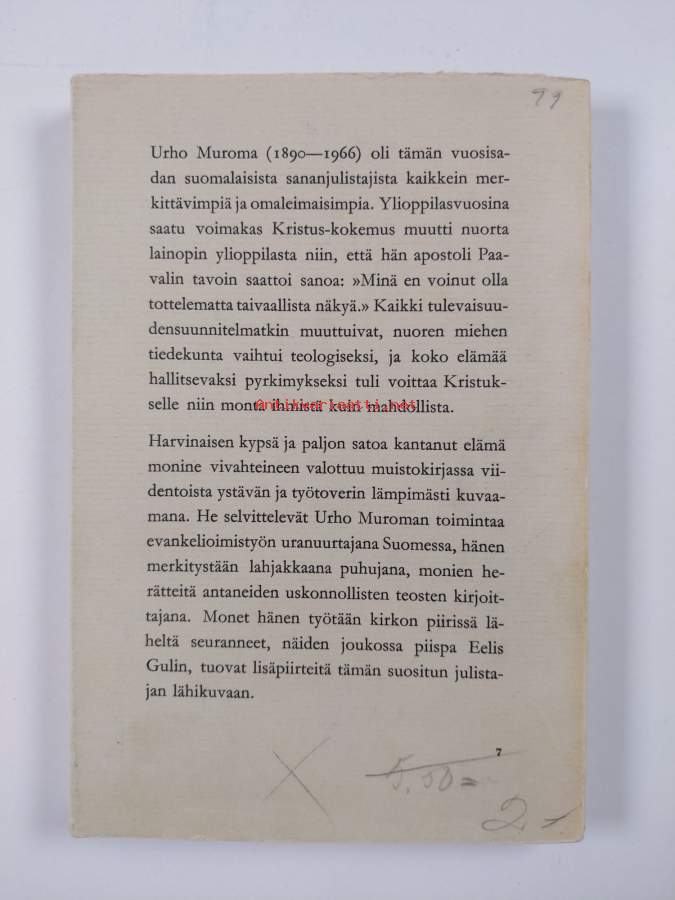 99
Urho Muroma (1890—1966) oli tämän vuosisa-
dan suomalaisista sananjulistajista kaikkein mer-
kittävimpiä ja omaleimaisimpia. Ylioppilasvuosina
saatu voimakas Kristus-kokemus muutti nuorta
lainopin ylioppilasta niin, että hän apostoli Paa-
valin tavoin saattoi sanoa: »Minä en voinut olla
tottelematta taivaallista näkyä.» Kaikki tulevaisuu-
densuunnitelmatkin muuttuivat, nuoren miehen
tiedekunta vaihtui teologiseksi, ja koko elämää
hallitsevaksi pyrkimykseksi tuli voittaa Kristuk-
selle niin monta ihmistä kuin mahdollista.
Antikvariaatti.net
Harvinaisen kypsä ja paljon satoa kantanut elämä
monine vivahteineen valottuu muistokirjassa vii-
dentoista ystävän ja työtoverin lämpimästi kuvaa-
mana. He selvittelevät Urho Muroman toimintaa
evankelioimistyön uranuurtajana Suomessa, hänen
merkitystään lahjakkaana puhujana, monien he-
rätteitä antaneiden uskonnollisten teosten kirjoit-
tajana. Monet hänen työtään kirkon piirissä lä-
heltä seuranneet, näiden joukossa piispa Eelis
Gulin, tuovat lisäpiirteitä tämän suositun julista-
jan lähikuvaan.
7
5.50=
2